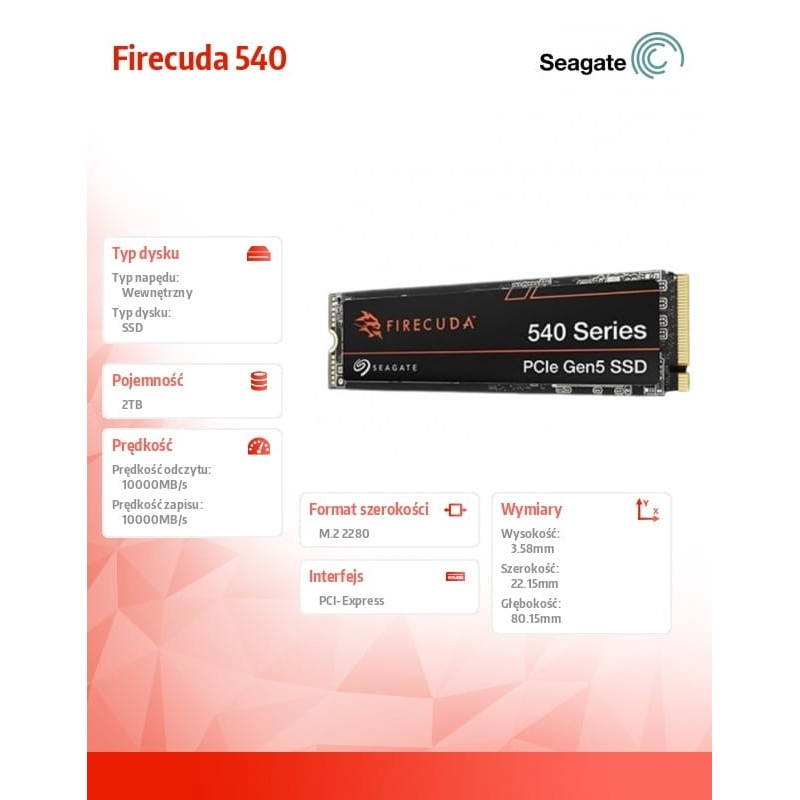 Firecuda 540
Seagate
Typ dysku
Typ napędu:
Wewnętrzny
Typ dysku:
SSD
Pojemność
2TB
Prędkość
Prędkość odczytu:
10000MB/s
Prędkość zapisu:
10000MB/s
FIRECUDA
540 Series
SEAGATE
PCIe Gen5 SSD
Format szerokości
M.2 2280
Interfejs
PCI-Express
Wymiary
Y
X
Wysokość:
3.58mm
Szerokość:
22.15mm
Głębokość:
80.15mm